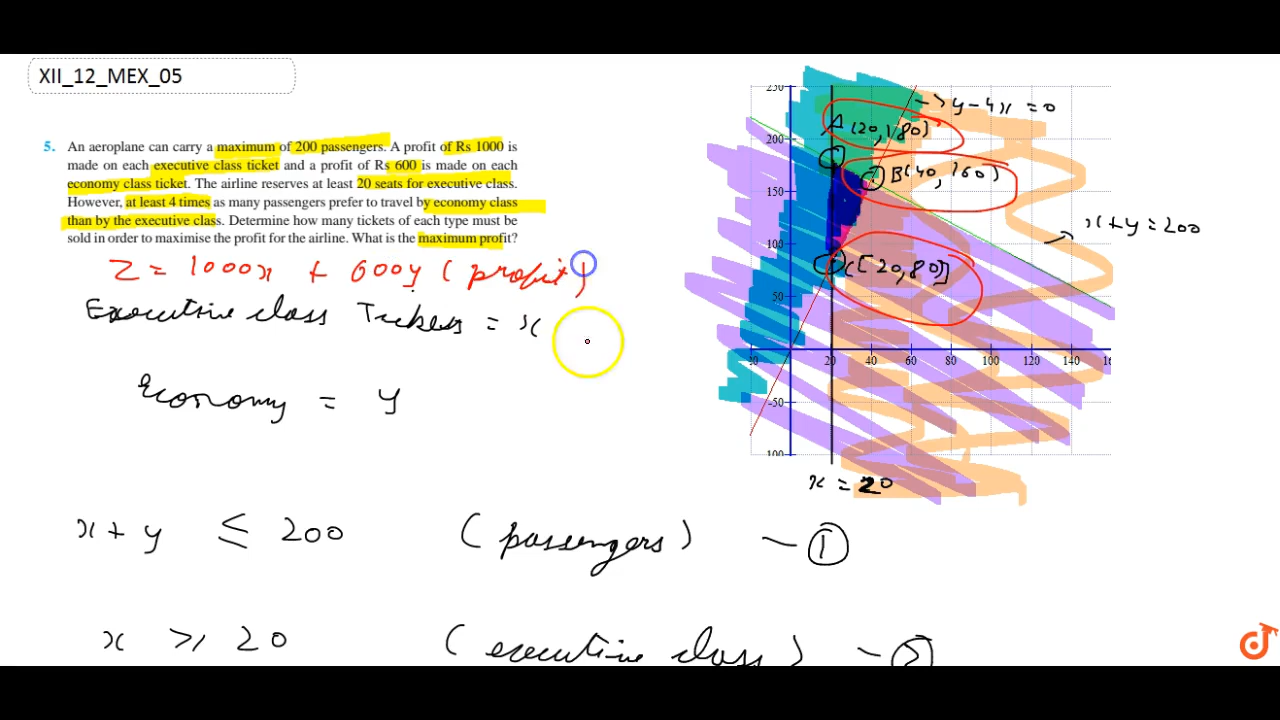 XII_12_MEX_05
5. An aeroplane can carry a maximum of 200 passengers. A profit of Rs 1000 is
made on each executive class ticket and a profit of Rs 600 is made on each
economy class ticket. The airline reserves at least 20 seats for executive class.
However, at least 4 times as many passengers prefer to travel by economy class
than by the executive class. Determine how many tickets of each type must be
sold in order to maximise the profit for the airline. What is the maximum profit?
Z = 1000x + 600y (profit)
Executive class Tickets = x
Economy = y
x + y ≤ 200 (passengers) - ①
x ≥ 20 (executive class) - ②
y - 4x = 0
A (20, 180)
B (40, 160)
x + y = 200
C [20, 80]
x = 20
250
200
150
100
50
20 40 60 80 100 120 140
-50